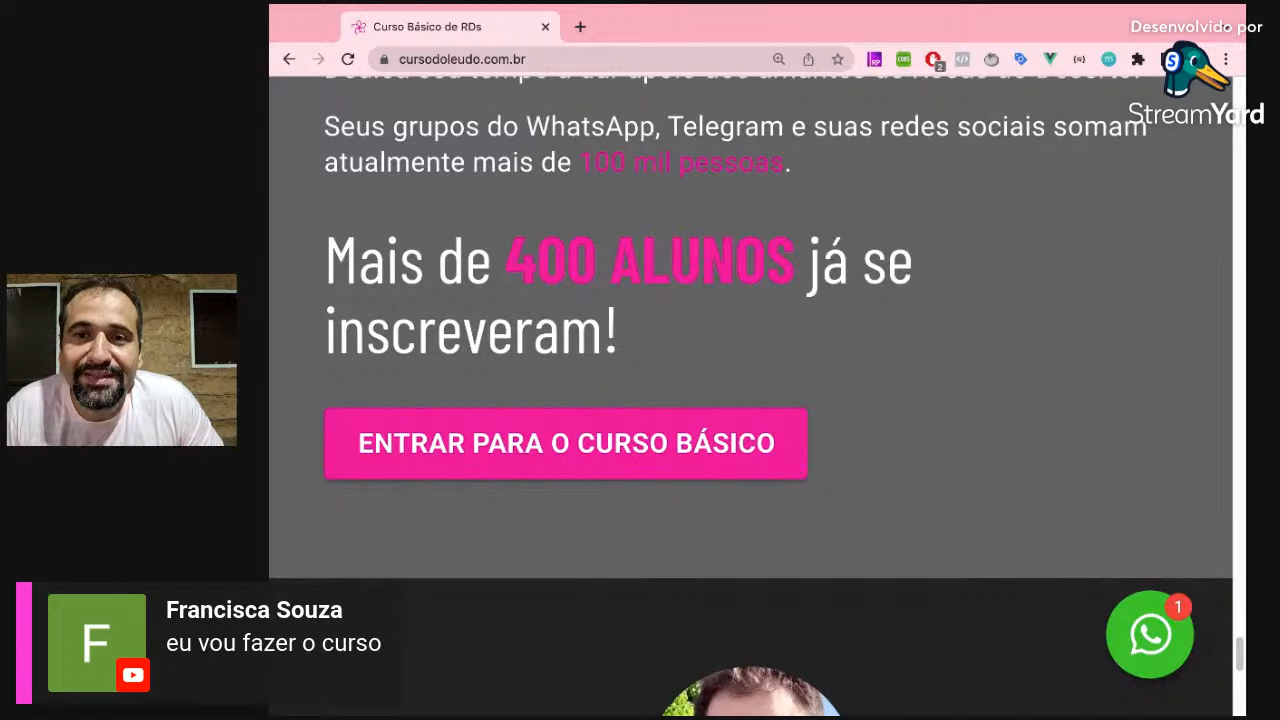 Curso Básico de RDs
Desenvolvido por
cursodoleudo.com.br
2
S
StreamYard
Seus grupos do WhatsApp, Telegram e suas redes sociais somam
atualmente mais de 100 mil pessoas.
Mais de 400 ALUNOS já se
inscreveram!
ENTRAR PARA O CURSO BÁSICO
F
Francisca Souza
eu vou fazer o curso
1